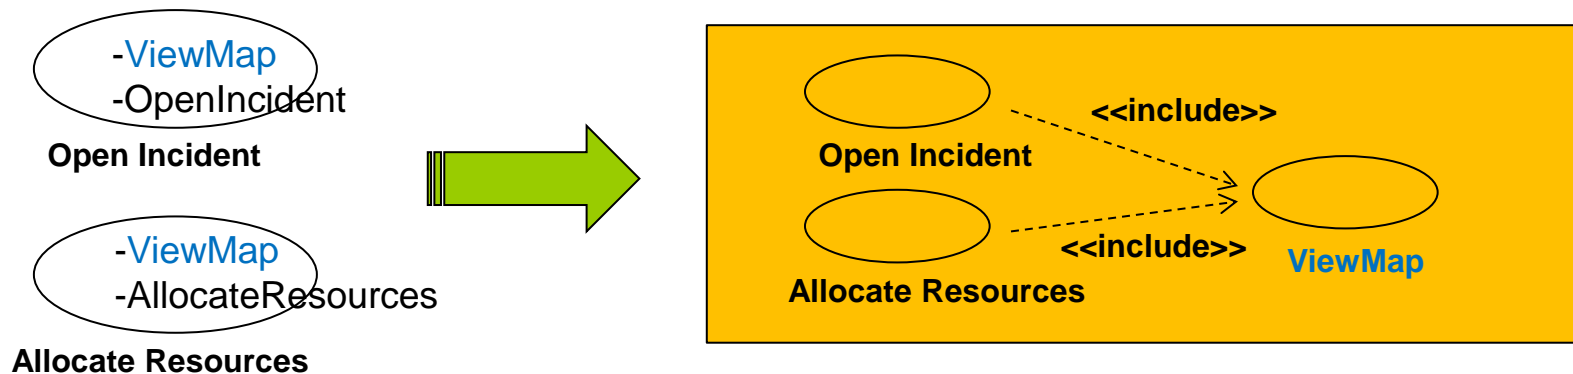 -ViewMap
-OpenIncident
Open Incident
-ViewMap
-AllocateResources
Allocate Resources
<<include>>
Open Incident
<<include>>
ViewMap
Allocate Resources